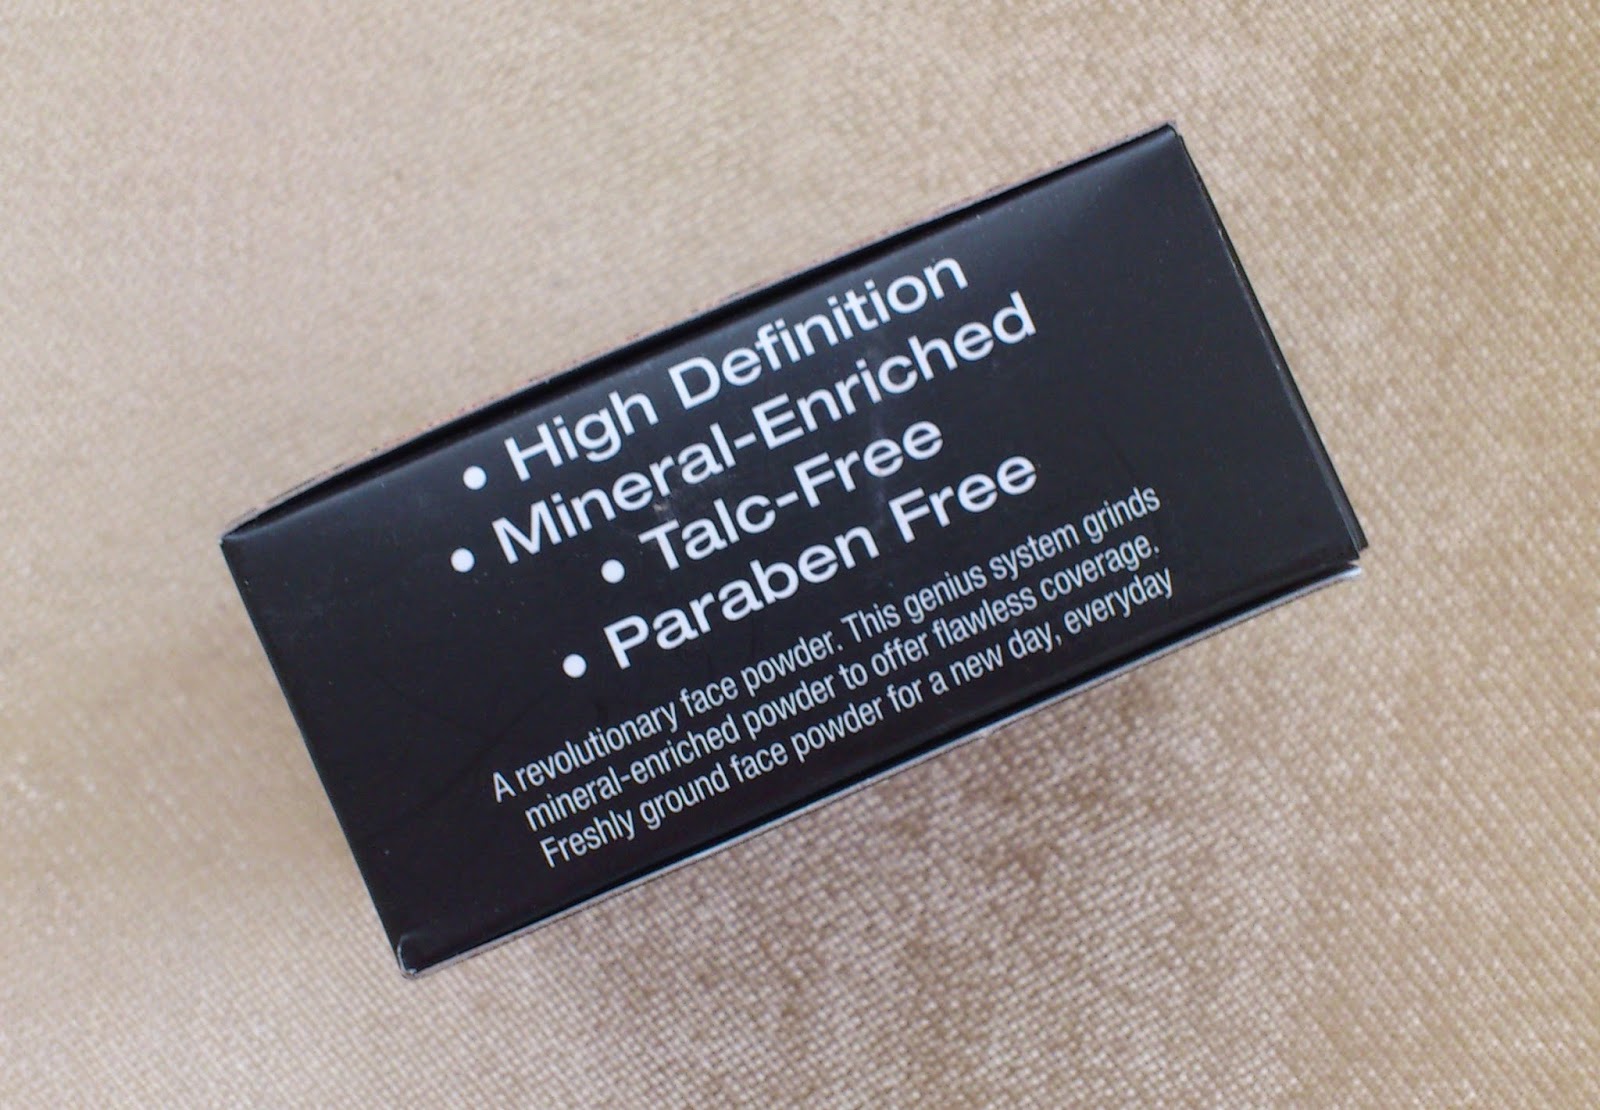 • High Definition
• Mineral-Enriched
• Talc-Free
• Paraben Free
A revolutionary face powder. This genius system grinds
mineral-enriched powder to offer flawless coverage.
Freshly ground face powder for a new day, everyday